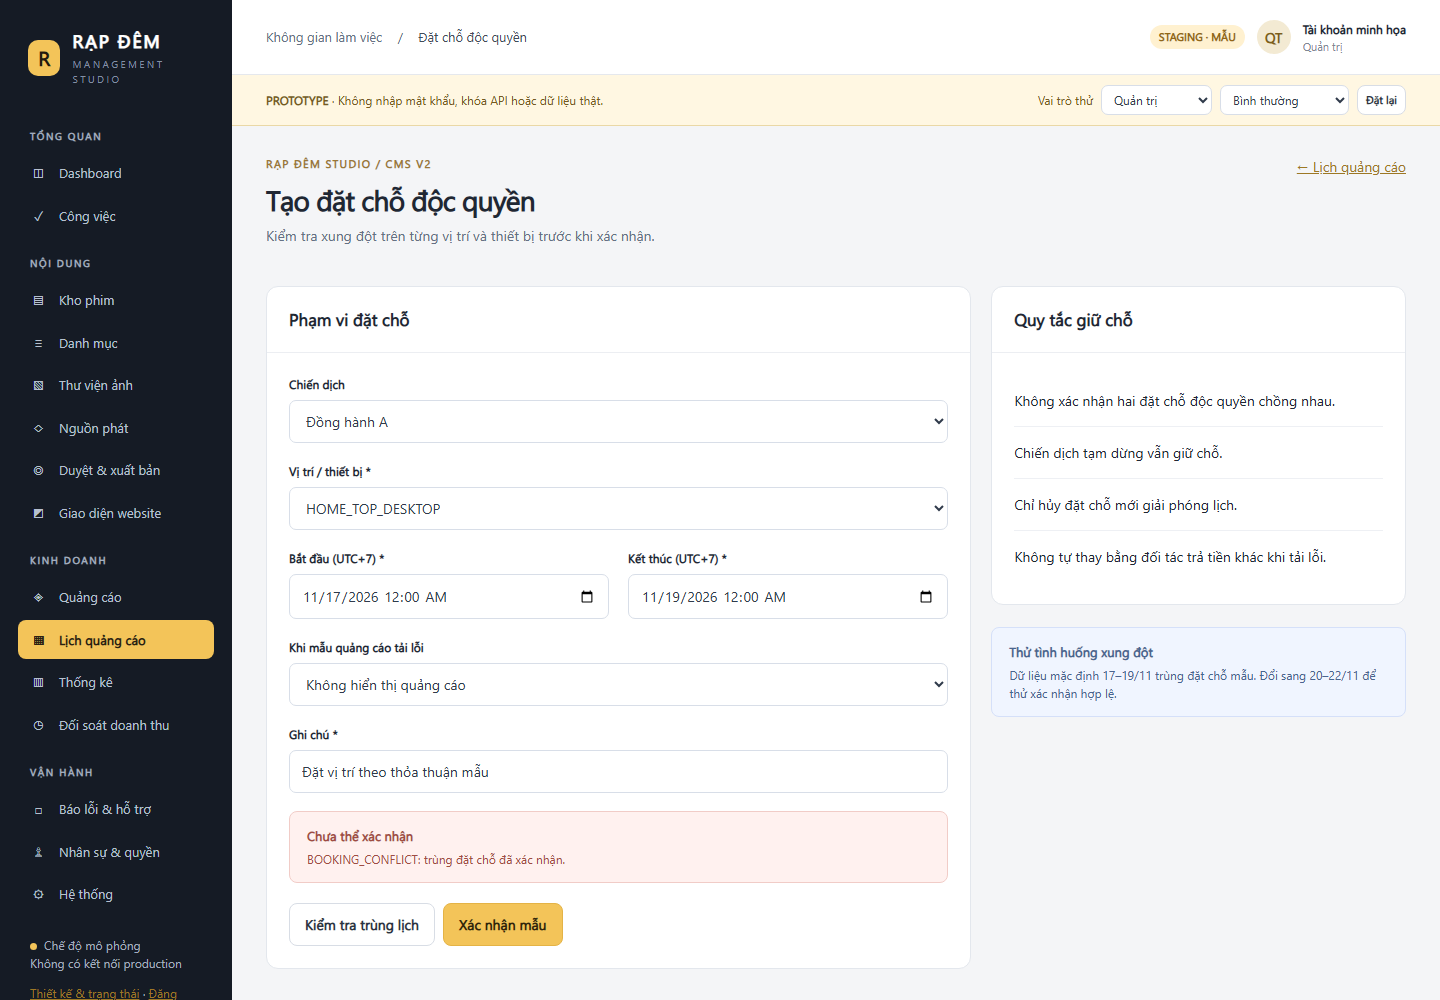 R
RẠP ĐÊM
MANAGEMENT
STUDIO
TỔNG QUAN
Dashboard
Công việc
NỘI DUNG
Kho phim
Danh mục
Thư viện ảnh
Nguồn phát
Duyệt & xuất bản
Giao diện website
KINH DOANH
Quảng cáo
Lịch quảng cáo
Thống kê
Đối soát doanh thu
VẬN HÀNH
Báo lỗi & hỗ trợ
Nhân sự & quyền
Hệ thống
Chế độ mô phỏng
Không có kết nối production
Thiết kế & trạng thái · Đăng
Không gian làm việc / Đặt chỗ độc quyền
STAGING · MẪU
QT
Tài khoản minh họa
Quản trị
PROTOTYPE · Không nhập mật khẩu, khóa API hoặc dữ liệu thật.
Vai trò thử
Quản trị
Bình thường
Đặt lại
RẠP ĐÊM STUDIO / CMS V2
← Lịch quảng cáo
Tạo đặt chỗ độc quyền
Kiểm tra xung đột trên từng vị trí và thiết bị trước khi xác nhận.
Phạm vi đặt chỗ
Chiến dịch
Đồng hành A
Vị trí / thiết bị *
HOME_TOP_DESKTOP
Bắt đầu (UTC+7) *
Kết thúc (UTC+7) *
11/17/2026 12:00 AM
11/19/2026 12:00 AM
Khi mẫu quảng cáo tải lỗi
Không hiển thị quảng cáo
Ghi chú *
Đặt vị trí theo thỏa thuận mẫu
Chưa thể xác nhận
BOOKING_CONFLICT: trùng đặt chỗ đã xác nhận.
Kiểm tra trùng lịch
Xác nhận mẫu
Quy tắc giữ chỗ
Không xác nhận hai đặt chỗ độc quyền chồng nhau.
Chiến dịch tạm dừng vẫn giữ chỗ.
Chỉ hủy đặt chỗ mới giải phóng lịch.
Không tự thay bằng đối tác trả tiền khác khi tải lỗi.
Thử tình huống xung đột
Dữ liệu mặc định 17–19/11 trùng đặt chỗ mẫu. Đổi sang 20–22/11 để
thử xác nhận hợp lệ.